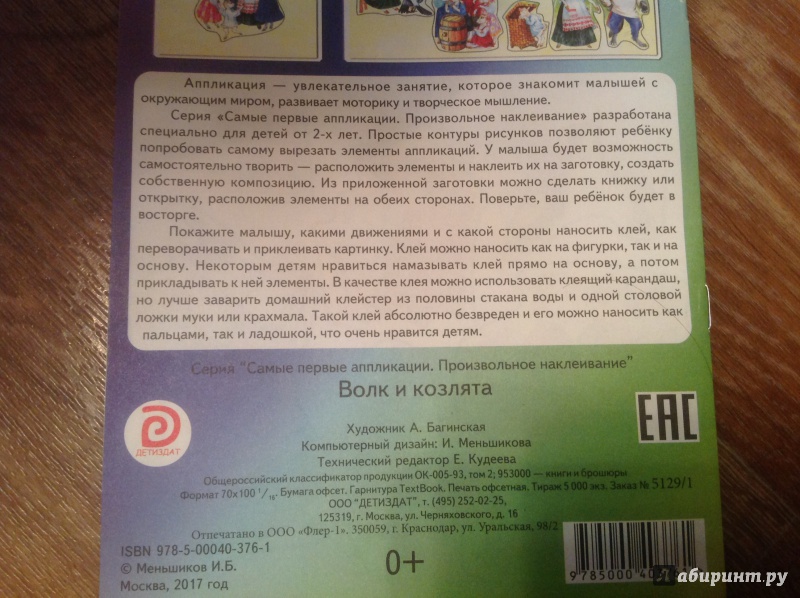 Аппликация — увлекательное занятие, которое знакомит малышей с
окружающим миром, развивает моторику и творческое мышление.
Серия «Самые первые аппликации. Произвольное наклеивание» разработана
специально для детей от 2-х лет. Простые контуры рисунков позволяют ребёнку
попробовать самому вырезать элементы аппликаций. У малыша будет возможность
самостоятельно творить — расположить элементы и наклеить их на заготовку, создать
собственную композицию. Из приложенной заготовки можно сделать книжку или
открытку, расположив элементы на обеих сторонах. Поверьте, ваш ребёнок будет в
восторге.
Покажите малышу, какими движениями и с какой стороны наносить клей, как
переворачивать и приклеивать картинку. Клей можно наносить как на фигурки, так и на
основу. Некоторым детям нравиться намазывать клей прямо на основу, а потом
прикладывать к ней элементы. В качестве клея можно использовать клеящий карандаш,
но лучше заварить домашний клейстер из половины стакана воды и одной столовой
ложки муки или крахмала. Такой клей абсолютно безвреден и его можно наносить как
пальцами, так и ладошкой, что очень нравится детям.
Серия "Самые первые аппликации. Произвольное наклеивание"
Волк и козлята
ДЕТИЗДАТ
EAC
Художник А. Багинская
Компьютерный дизайн: И. Меньшикова
Технический редактор Е. Кудеева
Общероссийский классификатор продукции ОК-005-93, том 2; 953000 — книги и брошюры
Формат 70х100 1/16. Бумага офсет. Гарнитура TextBook. Печать офсетная. Тираж 5 000 экз. Заказ № 5129/1
ООО "ДЕТИЗДАТ", т. (495) 252-02-25,
125319, г. Москва, ул. Черняховского, д. 16
Отпечатано в ООО «Флер-1». 350059, г. Краснодар, ул. Уральская, 98/2
ISBN 978-5-00040-376-1
© Меньшиков И.Б.
Москва, 2017 год
0+
9 785000 40
Лабиринт.ру